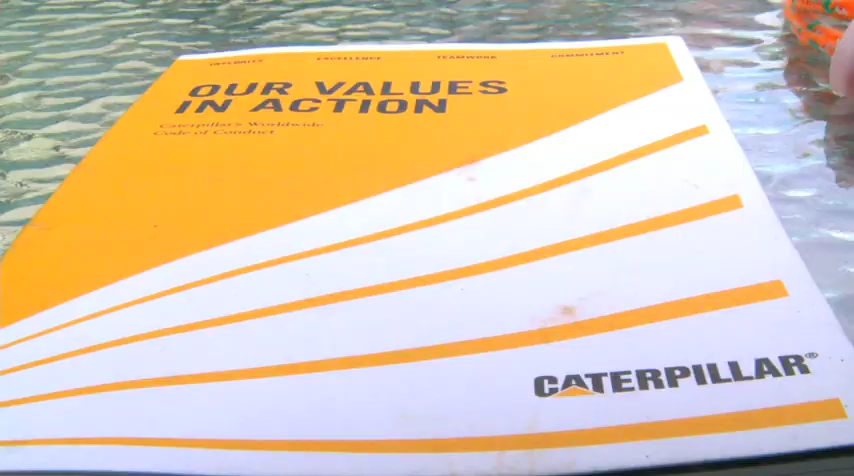 INTEGRITY EXCELLENCE TEAMWORK COMMITMENT
OUR VALUES
IN ACTION
Caterpillar's Worldwide
Code of Conduct
CATERPILLAR®